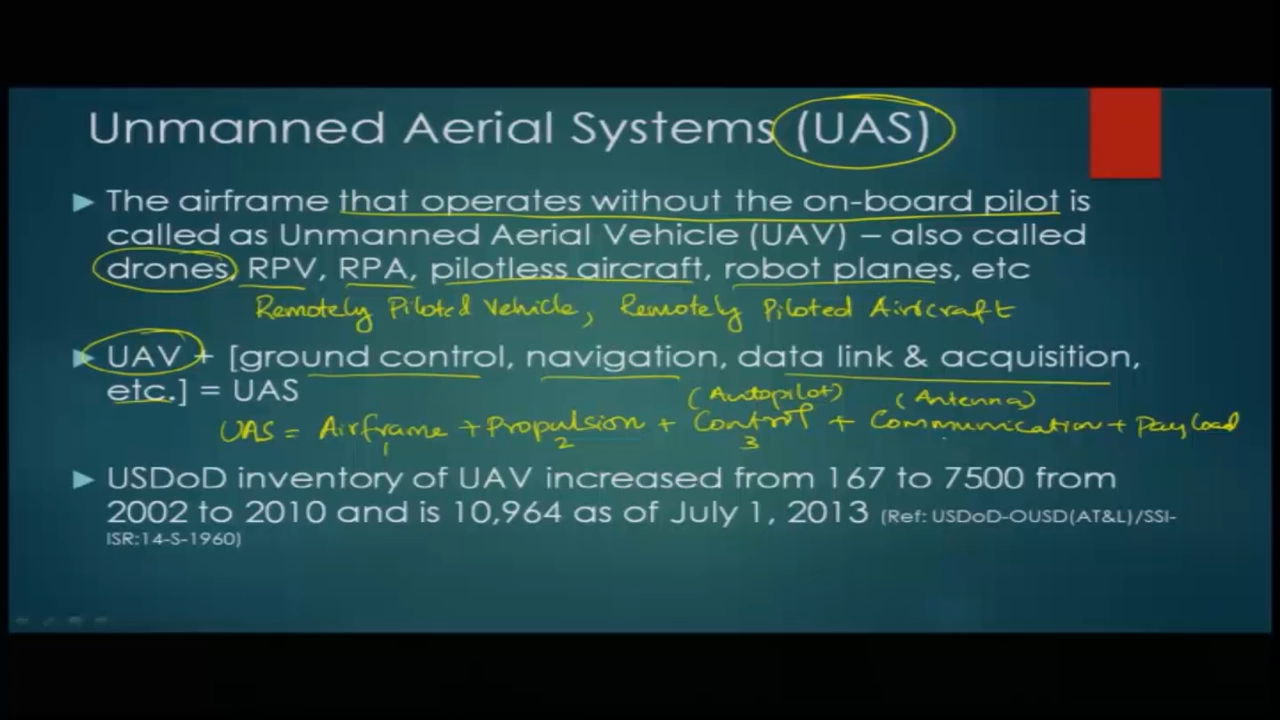 Unmanned Aerial Systems (UAS)
The airframe that operates without the on-board pilot is
called as Unmanned Aerial Vehicle (UAV) – also called
drones, RPV, RPA, pilotless aircraft, robot planes, etc
Remotely Piloted Vehicle, Remotely Piloted Aircraft
UAV + [ground control, navigation, data link & acquisition,
etc.] = UAS
(Autopilot) (Antenna)
UAS = Airframe + Propulsion + Control + Communication + Payload
1 2 3
USDoD inventory of UAV increased from 167 to 7500 from
2002 to 2010 and is 10,964 as of July 1, 2013 (Ref: USDoD-OUSD(AT&L)/SSI-
ISR:14-S-1960)